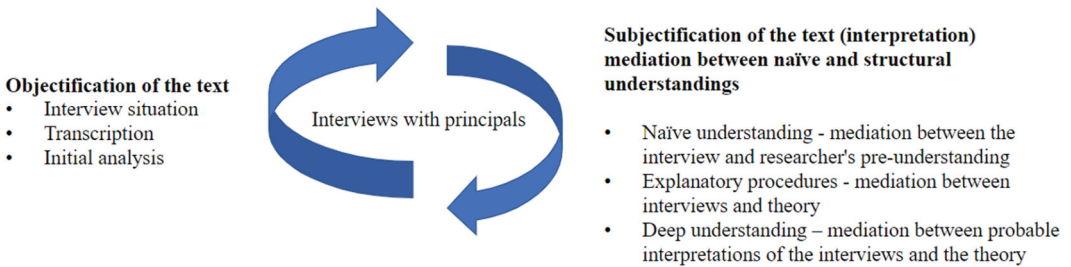 Objectification of the text
• Interview situation
• Transcription
• Initial analysis
Interviews with principals
Subjectification of the text (interpretation)
mediation between naïve and structural
understandings
• Naïve understanding - mediation between the
interview and researcher's pre-understanding
• Explanatory procedures - mediation between
interviews and theory
• Deep understanding – mediation between probable
interpretations of the interviews and the theory